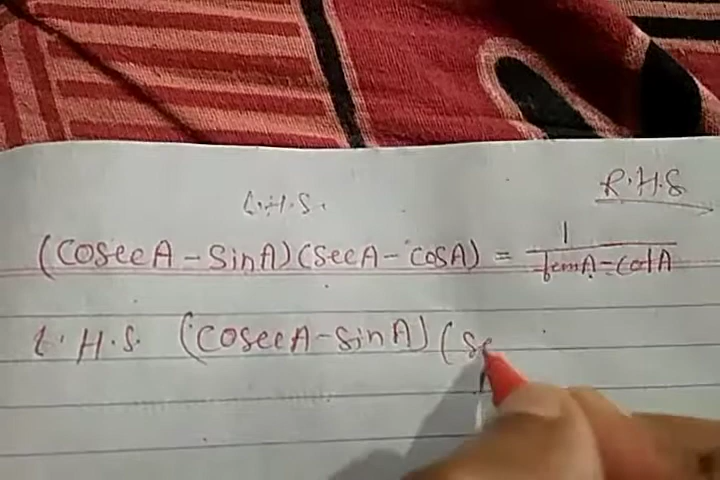 R.H.S
L.H.S.
(CosecA - SinA) (SecA - CosA) = 1/tanA - CotA
L.H.S. (CosecA - SinA) (Se